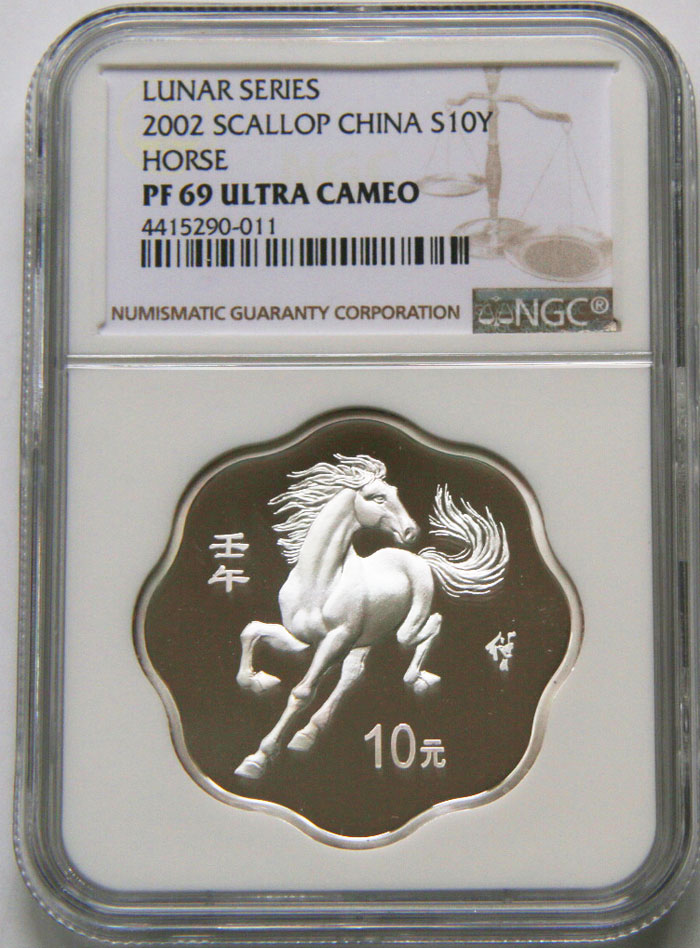 LUNAR SERIES
2002 SCALLOP CHINA S10Y
HORSE
PF 69 ULTRA CAMEO
4415290-011
NUMISMATIC GUARANTY CORPORATION
NGC®
壬午
10元